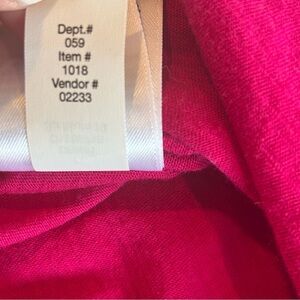 Dept.#
059
Item #
1018
Vendor #
02233